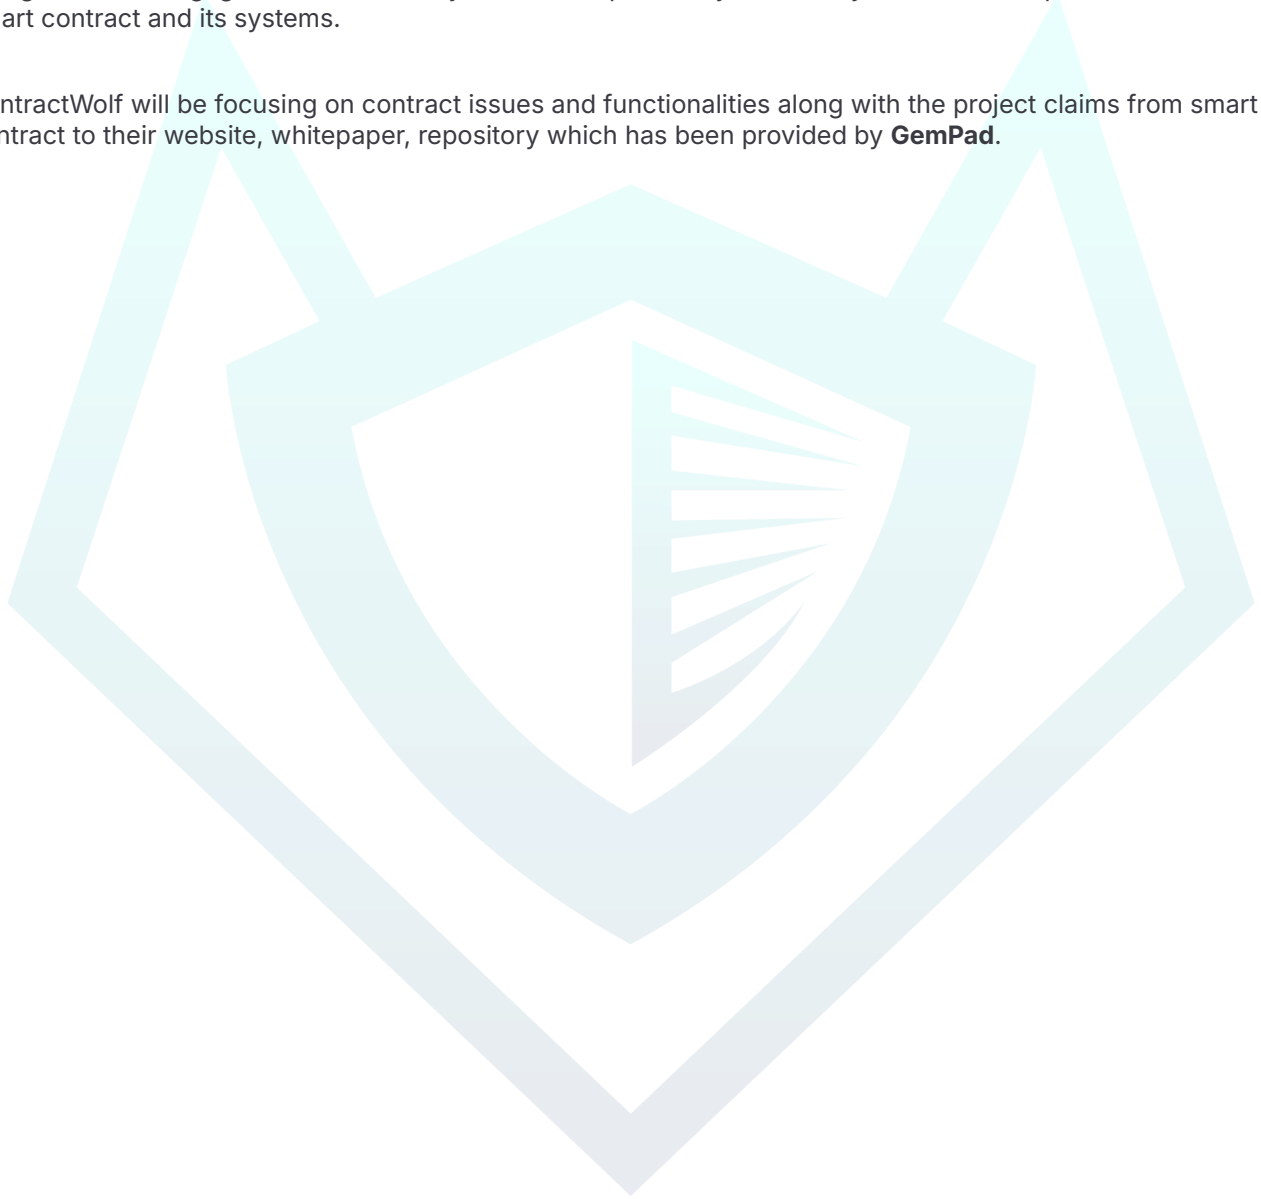 art contract and its systems.
ntractWolf will be focusing on contract issues and functionalities along with the project claims from smart
ntract to their website, whitepaper, repository which has been provided by GemPad.